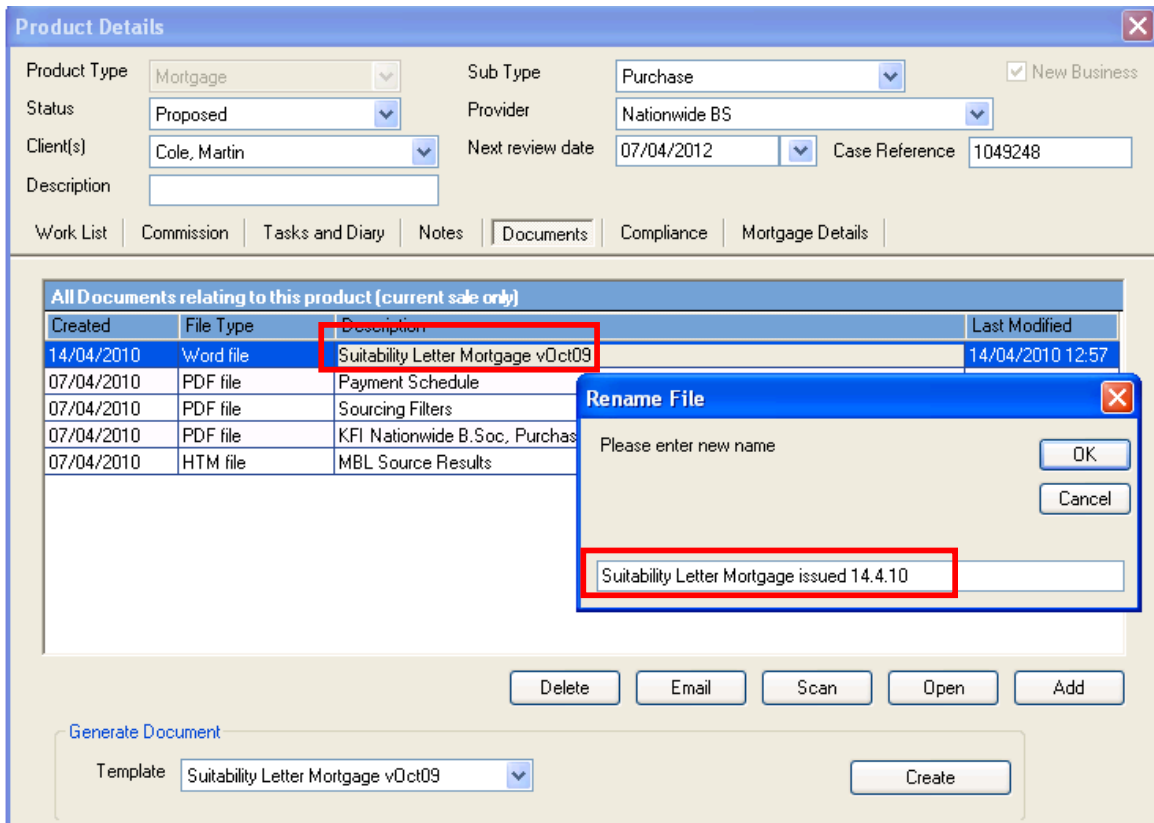 Product Details
Product Type Mortgage Sub Type Purchase New Business
Status Proposed Provider Nationwide BS
Client(s) Cole, Martin Next review date 07/04/2012 Case Reference 1049248
Description
Work List Commission Tasks and Diary Notes Documents Compliance Mortgage Details
All Documents relating to this product (current sale only)
Created File Type Description Last Modified
14/04/2010 Word file Suitability Letter Mortgage vOct09 14/04/2010 12:57
07/04/2010 PDF file Payment Schedule
07/04/2010 PDF file Sourcing Filters
07/04/2010 PDF file KFI Nationwide B.Soc, Purchas
07/04/2010 HTM file MBL Source Results
Rename File
Please enter new name
OK
Cancel
Suitability Letter Mortgage issued 14.4.10
Delete Email Scan Open Add
Generate Document
Template Suitability Letter Mortgage vOct09 Create